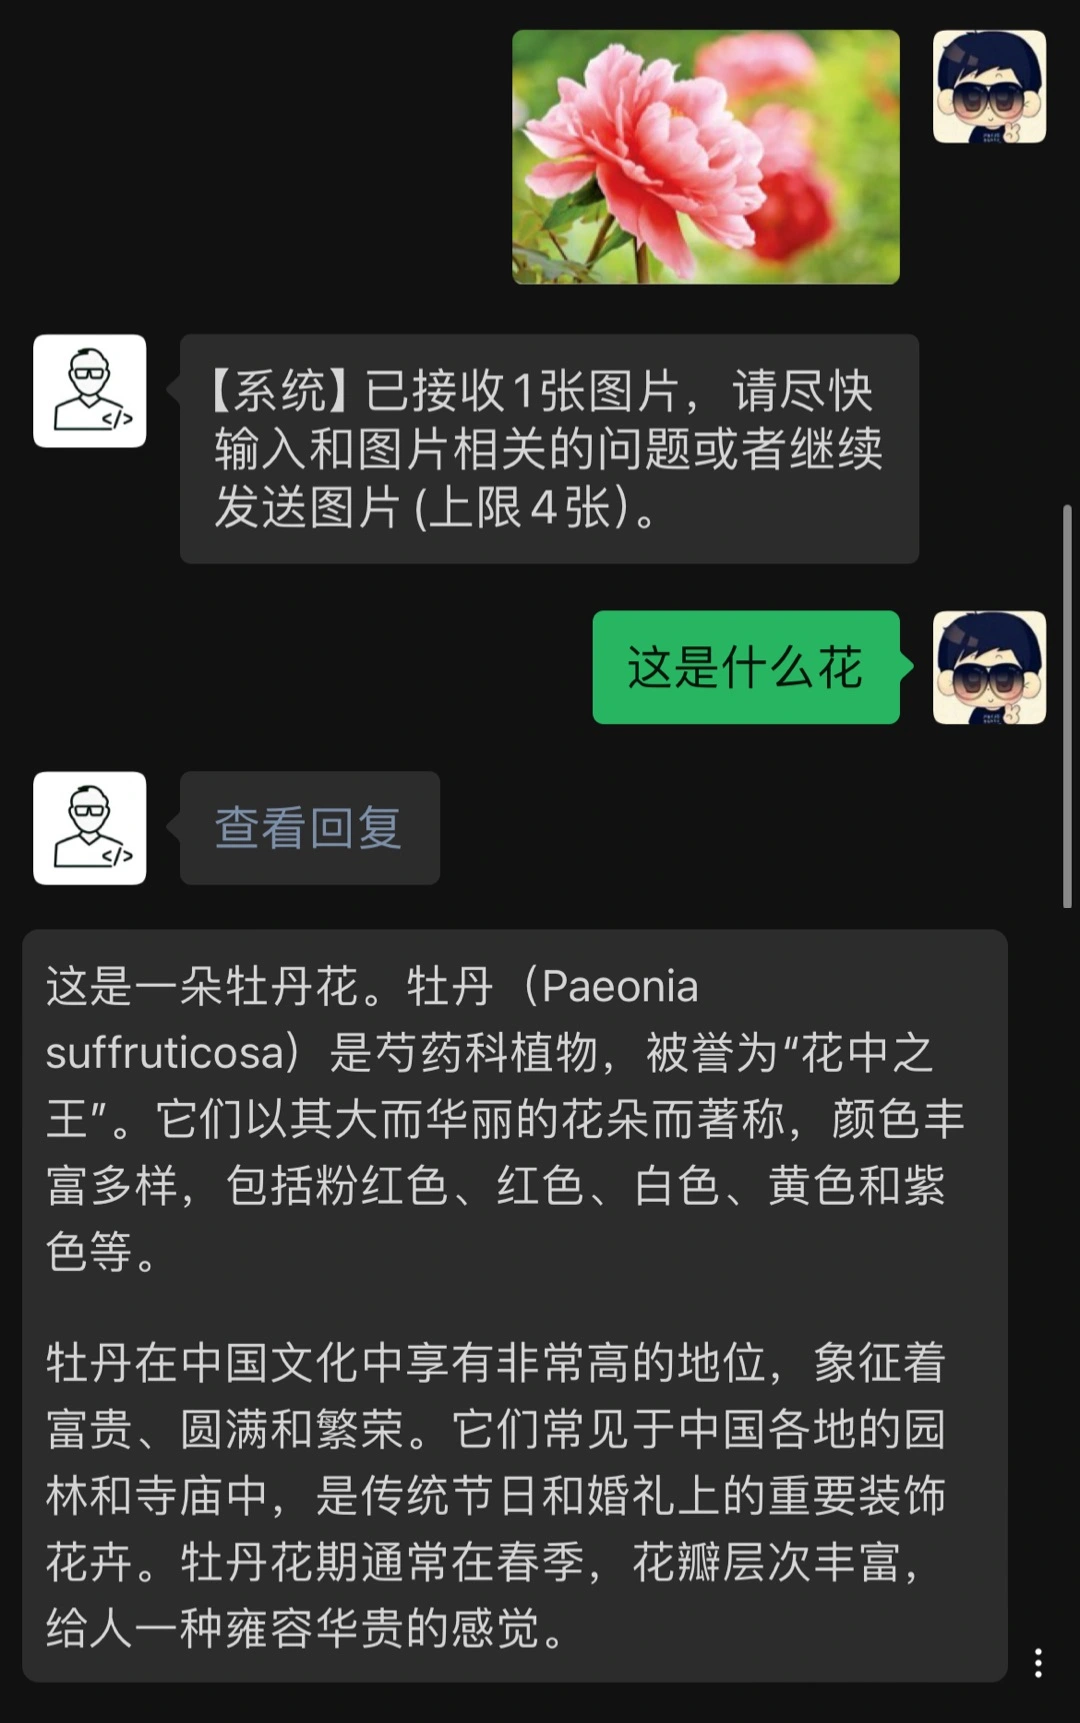 【系统】已接收1张图片，请尽快
输入和图片相关的问题或者继续
发送图片(上限4张)。
这是什么花
查看回复
这是一朵牡丹花。牡丹（Paeonia
suffruticosa）是芍药科植物，被誉为“花中之
王”。它们以其大而华丽的花朵而著称，颜色丰
富多样，包括粉红色、红色、白色、黄色和紫
色等。
牡丹在中国文化中享有非常高的地位，象征着
富贵、圆满和繁荣。它们常见于中国各地的园
林和寺庙中，是传统节日和婚礼上的重要装饰
花卉。牡丹花期通常在春季，花瓣层次丰富，
给人一种雍容华贵的感觉。